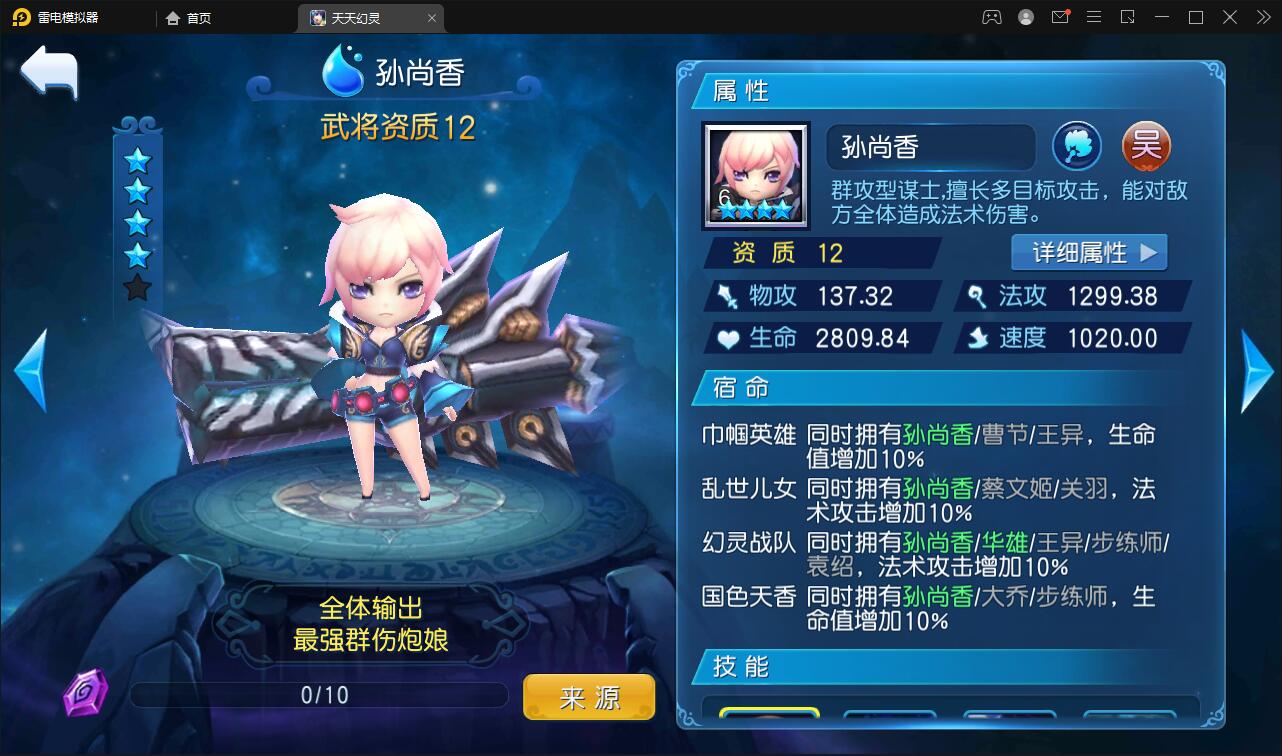 雷电模拟器
首页
天天幻灵
孙尚香
武将资质12
全体输出
最强群伤炮娘
0/10
来源
属性
孙尚香
吴
6
群攻型谋士,擅长多目标攻击，能对敌
方全体造成法术伤害。
资质 12
详细属性
物攻 137.32 法攻 1299.38
生命 2809.84 速度 1020.00
宿命
巾帼英雄 同时拥有孙尚香/曹节/王异，生命
值增加10%
乱世儿女 同时拥有孙尚香/蔡文姬/关羽，法
术攻击增加10%
幻灵战队 同时拥有孙尚香/华雄/王异/步练师/
袁绍，法术攻击增加10%
国色天香 同时拥有孙尚香/大乔/步练师，生
命值增加10%
技能